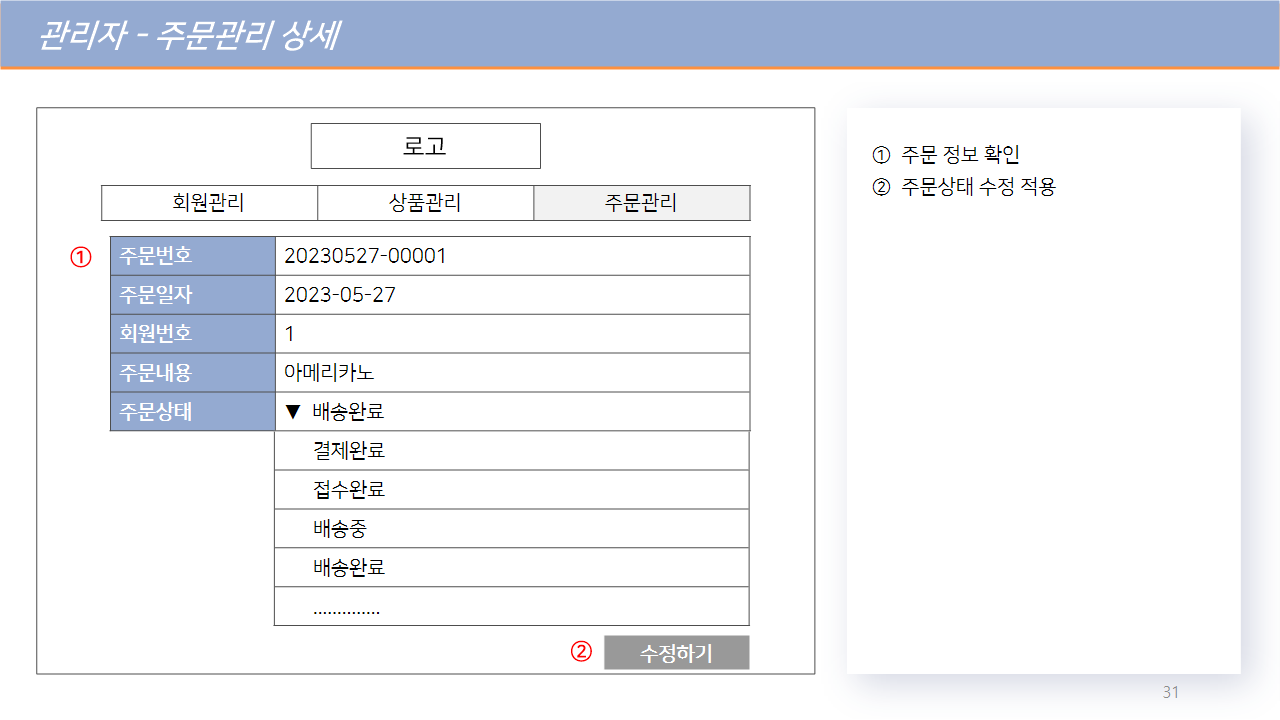 관리자 - 주문관리 상세
로고
회원관리 상품관리 주문관리
① 주문번호 20230527-00001
주문일자 2023-05-27
회원번호 1
주문내용 아메리카노
주문상태 ▼ 배송완료
결제완료
접수완료
배송중
배송완료
..............
② 수정하기
① 주문 정보 확인
② 주문상태 수정 적용
31